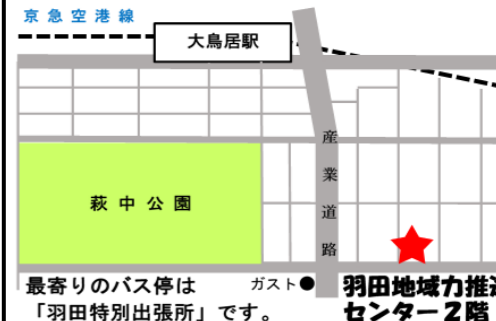 京急空港線
大鳥居駅
産業道路
萩中公園
最寄りのバス停は
「羽田特別出張所」です。
ガスト
羽田地域力推進
センター２階